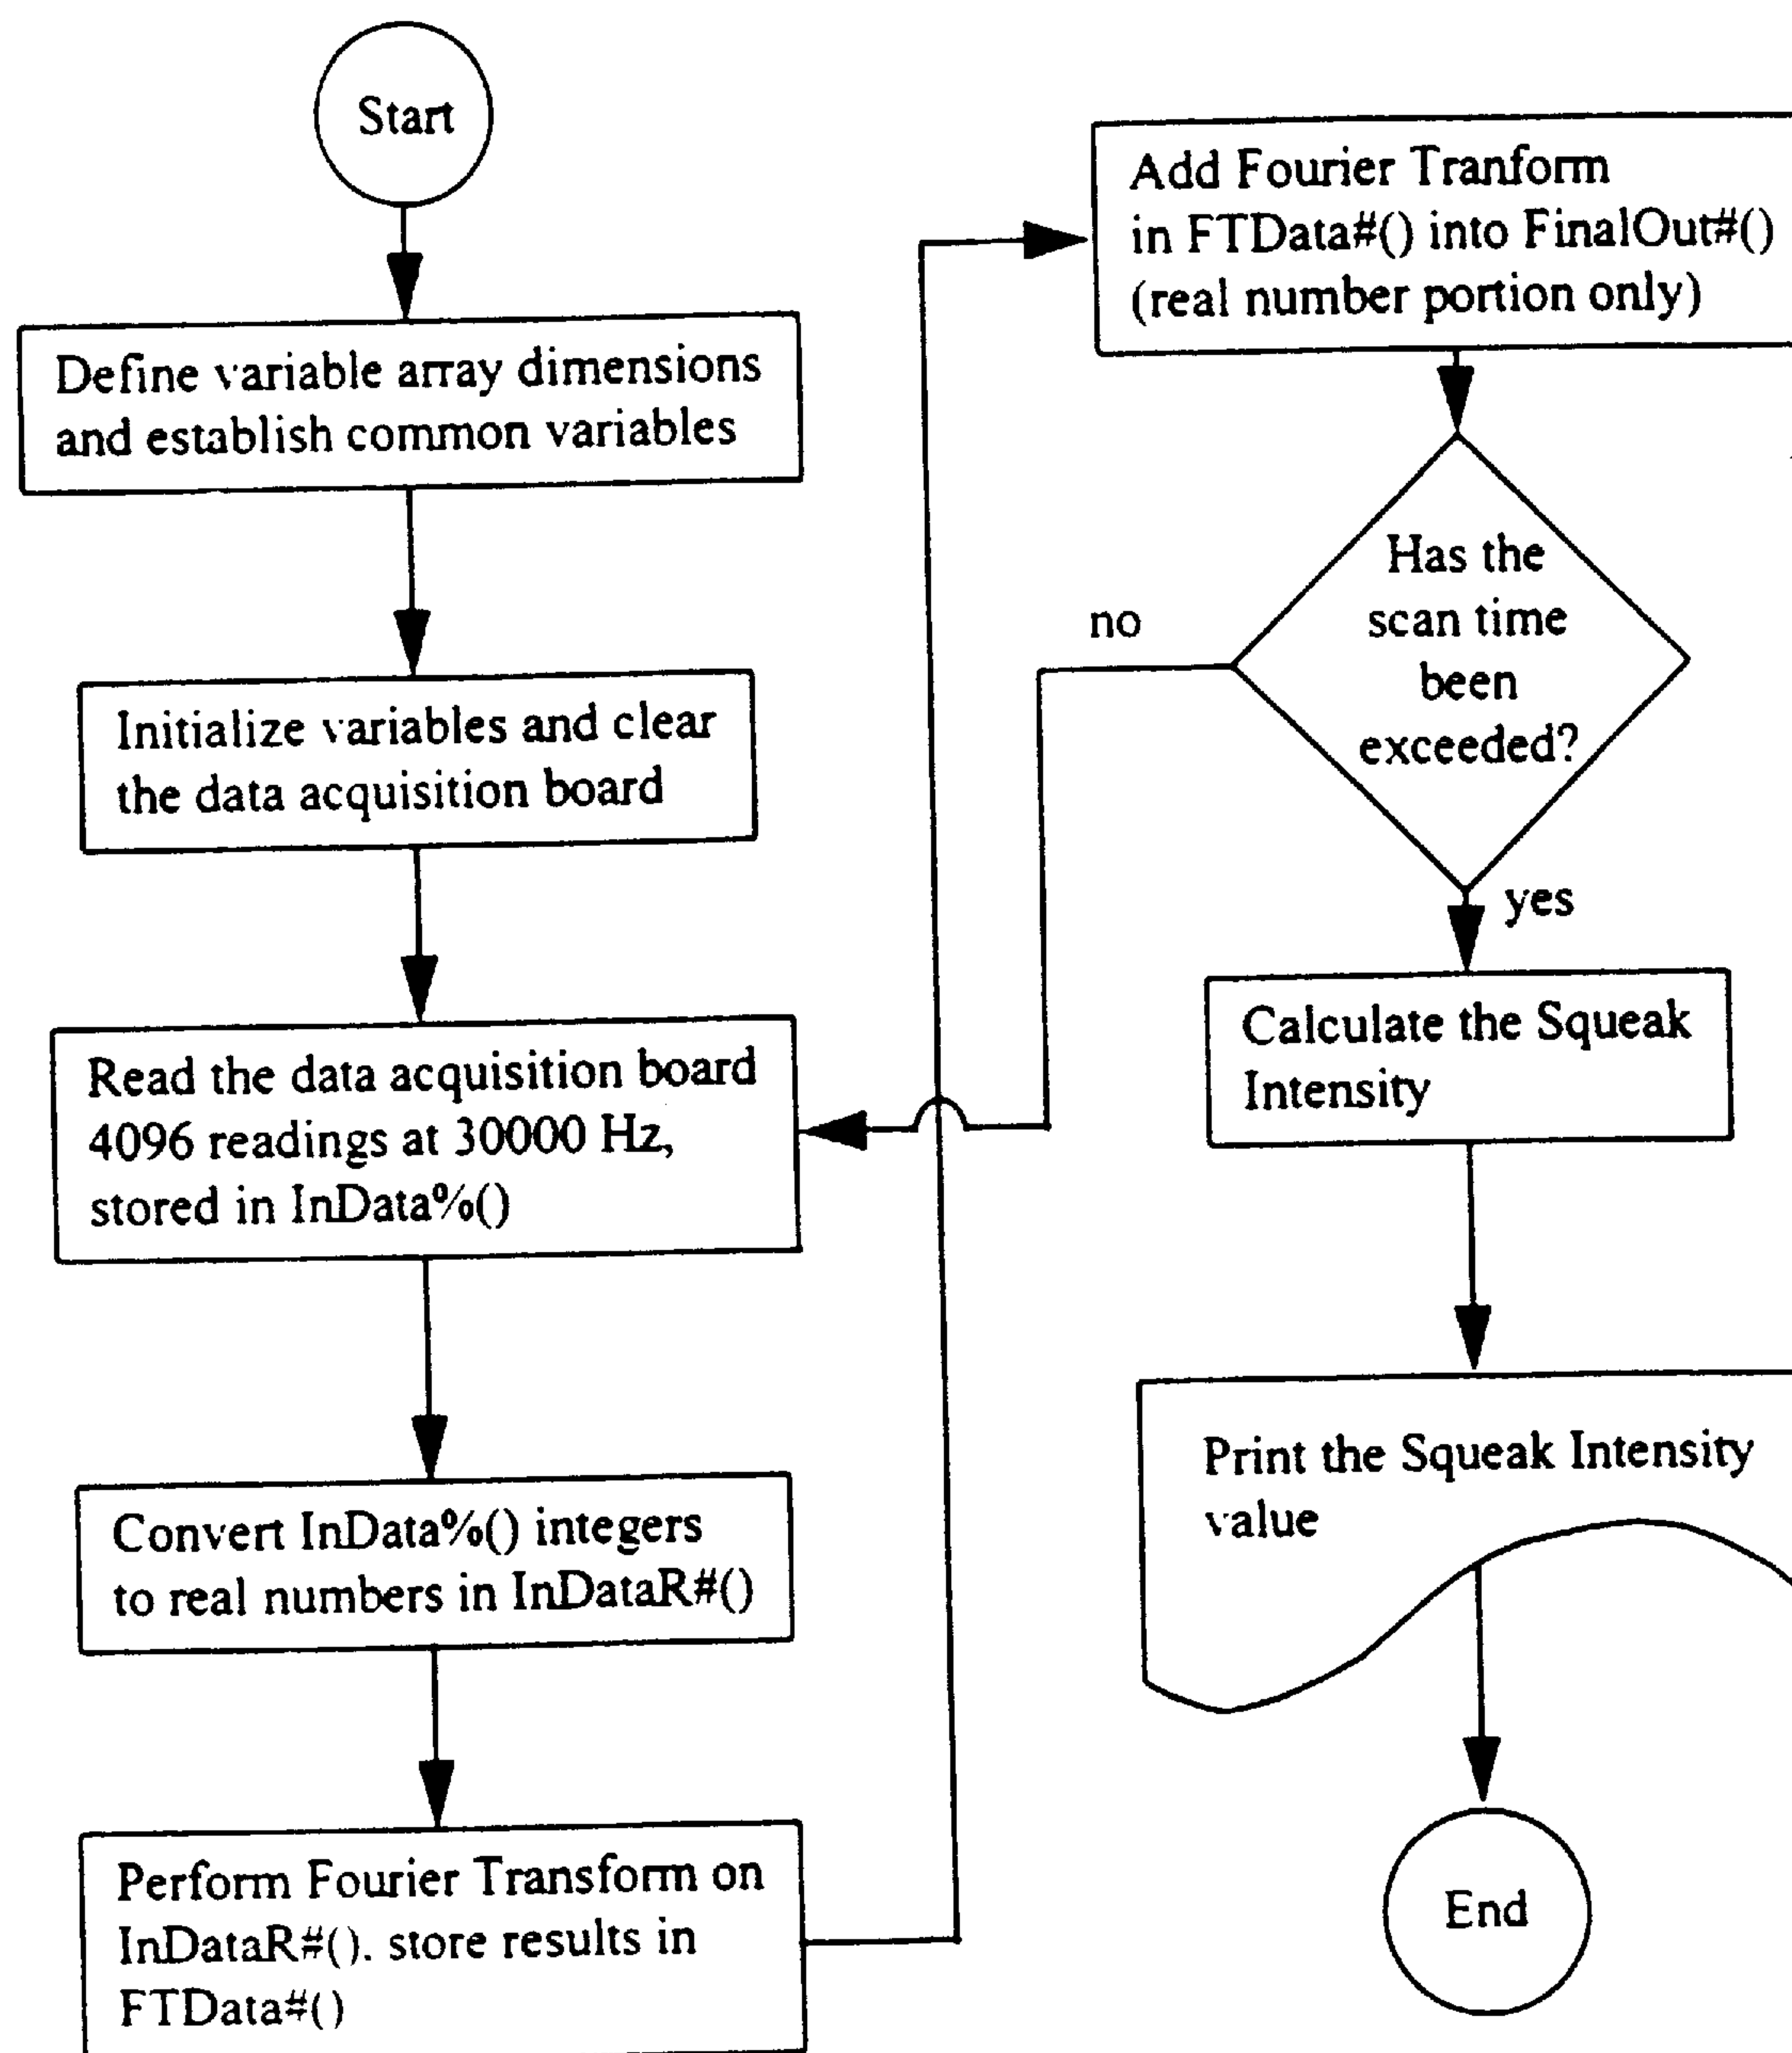 Start
Define variable array dimensions
and establish common variables
Initialize variables and clear
the data acquisition board
Read the data acquisition board
4096 readings at 30000 Hz,
stored in InData%()
Convert InData%() integers
to real numbers in InDataR#()
Perform Fourier Transform on
InDataR#(). store results in
FTData#()
Add Fourier Tranform
in FTData#() into FinalOut#()
(real number portion only)
Has the
scan time
been
exceeded?
no
yes
Calculate the Squeak
Intensity
Print the Squeak Intensity
value
End